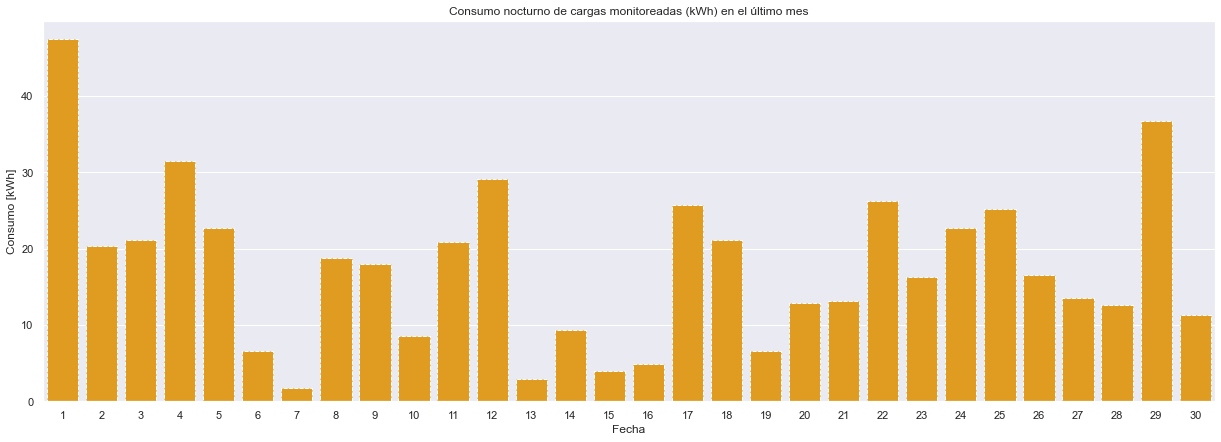 Consumo nocturno de cargas monitoreadas (kWh) en el último mes
40
30
20
10
0
Consumo [kWh]
1 2 3 4 5 6 7 8 9 10 11 12 13 14 15 16 17 18 19 20 21 22 23 24 25 26 27 28 29 30
Fecha